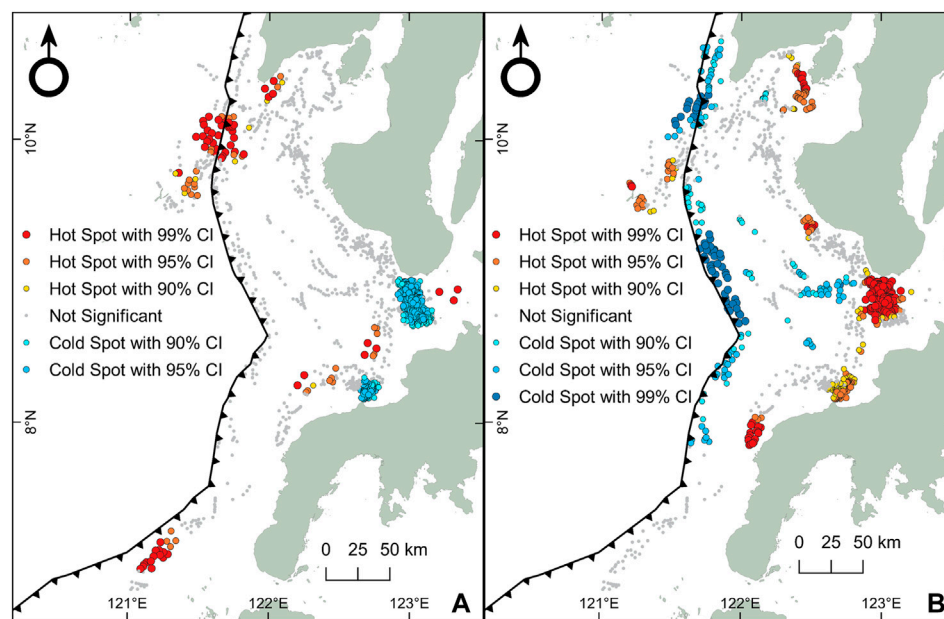 10°N
Hot Spot with 99% CI
Hot Spot with 95% CI
Hot Spot with 90% CI
Not Significant
Cold Spot with 90% CI
Cold Spot with 95% CI
8°N
0 25 50 km
121°E 122°E 123°E A
10°N
Hot Spot with 99% CI
Hot Spot with 95% CI
Hot Spot with 90% CI
Not Significant
Cold Spot with 90% CI
Cold Spot with 95% CI
Cold Spot with 99% CI
8°N
0 25 50 km
121°E 122°E 123°E B